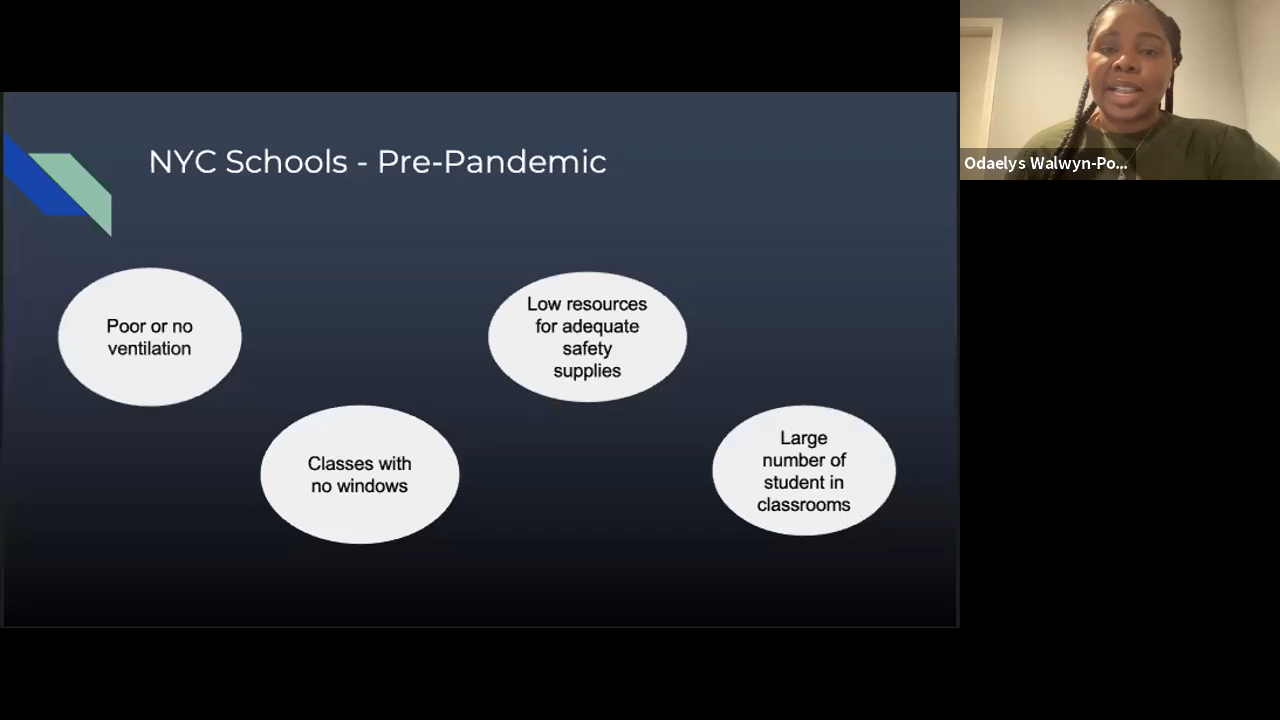 NYC Schools - Pre-Pandemic
Poor or no
ventilation
Classes with
no windows
Low resources
for adequate
safety
supplies
Large
number of
student in
classrooms
Odaelys Walwyn-Po...